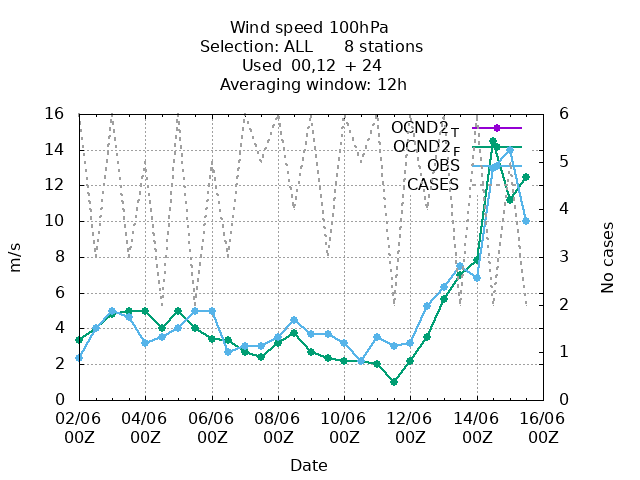 Wind speed 100hPa
Selection: ALL 8 stations
Used 00,12 + 24
Averaging window: 12h
16 14 12 10 8 6 4 2 0
m/s
6 5 4 3 2 1 0
No cases
OCND2_T
OCND2_F
OBS
CASES
02/06 04/06 06/06 08/06 10/06 12/06 14/06 16/06
00Z 00Z 00Z 00Z 00Z 00Z 00Z 00Z
Date